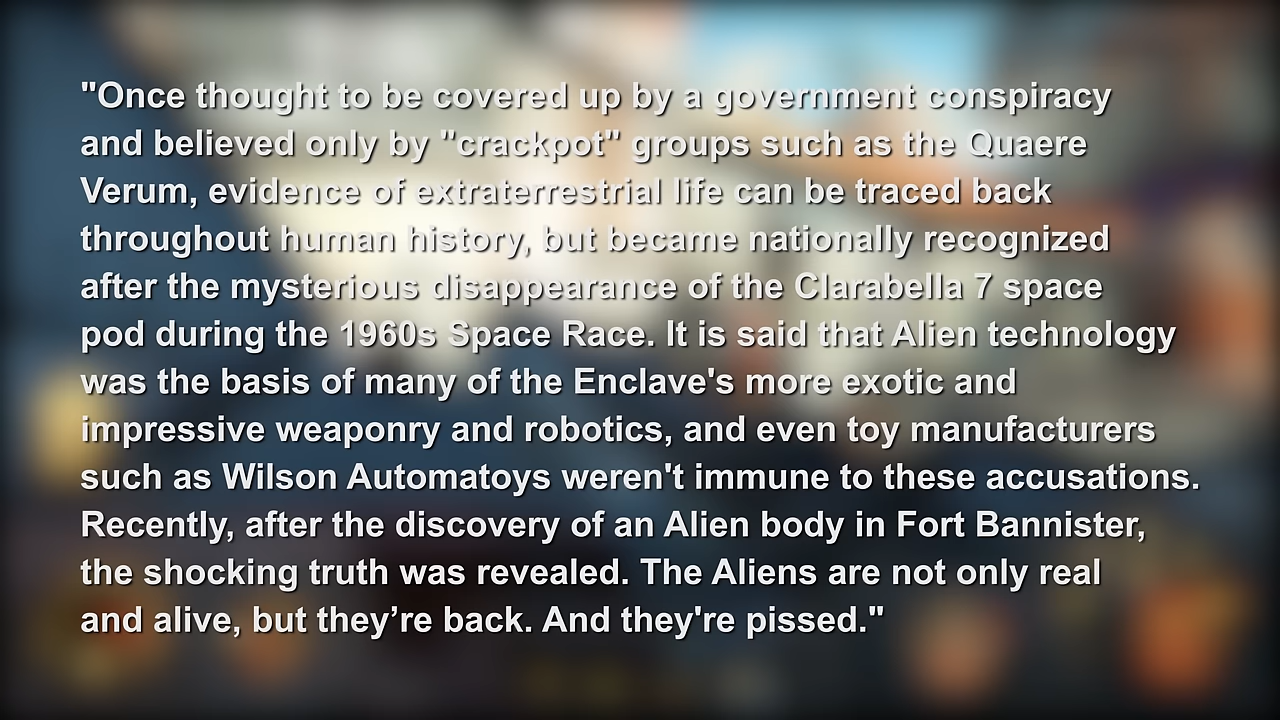 "Once thought to be covered up by a government conspiracy
and believed only by "crackpot" groups such as the Quaere
Verum, evidence of extraterrestrial life can be traced back
throughout human history, but became nationally recognized
after the mysterious disappearance of the Clarabella 7 space
pod during the 1960s Space Race. It is said that Alien technology
was the basis of many of the Enclave's more exotic and
impressive weaponry and robotics, and even toy manufacturers
such as Wilson Automatoys weren't immune to these accusations.
Recently, after the discovery of an Alien body in Fort Bannister,
the shocking truth was revealed. The Aliens are not only real
and alive, but they’re back. And they're pissed."